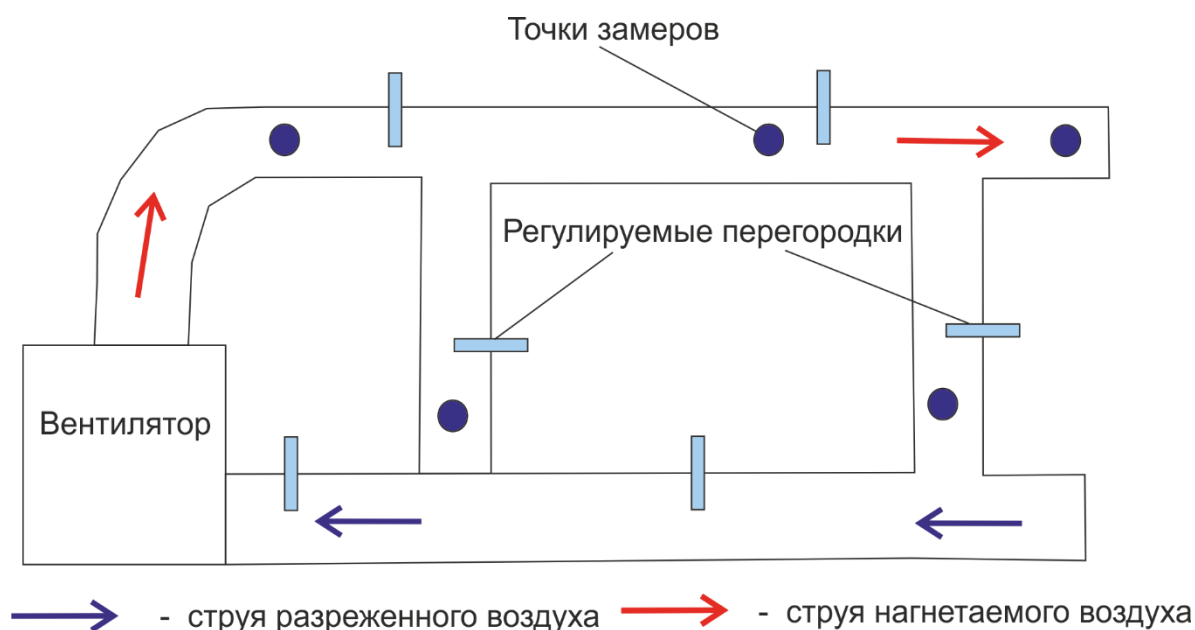 Точки замеров
Регулируемые перегородки
Вентилятор
- струя разреженного воздуха
- струя нагнетаемого воздуха